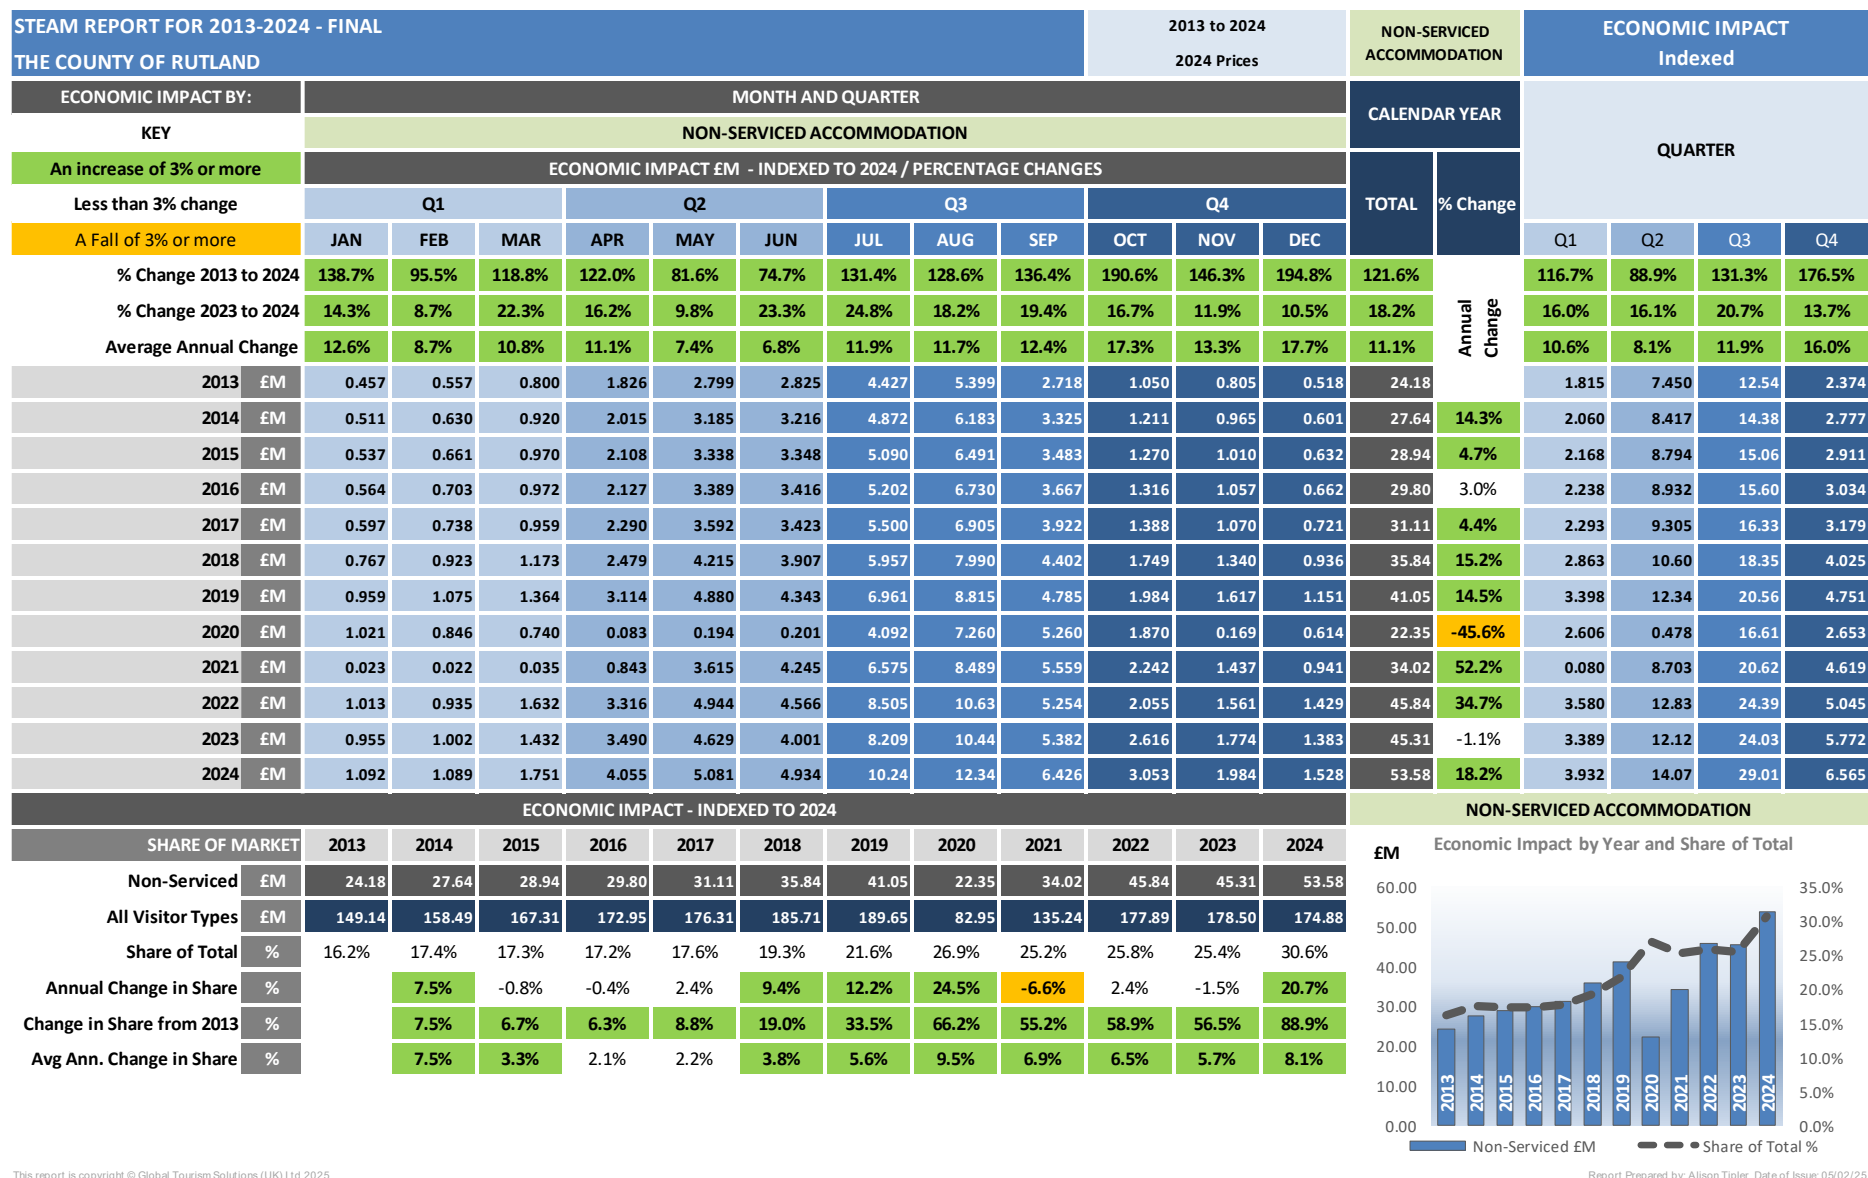 STEAM REPORT FOR 2013-2024 - FINAL
THE COUNTY OF RUTLAND
2013 to 2024
2024 Prices
NON-SERVICED
ACCOMMODATION
ECONOMIC IMPACT
Indexed
ECONOMIC IMPACT BY:
MONTH AND QUARTER
CALENDAR YEAR
QUARTER
KEY
NON-SERVICED ACCOMMODATION
An increase of 3% or more
ECONOMIC IMPACT £M - INDEXED TO 2024 / PERCENTAGE CHANGES
Less than 3% change
Q1 Q2 Q3 Q4 TOTAL % Change
A Fall of 3% or more JAN FEB MAR APR MAY JUN JUL AUG SEP OCT NOV DEC Q1 Q2 Q3 Q4
% Change 2013 to 2024 138.7% 95.5% 118.8% 122.0% 81.6% 74.7% 131.4% 128.6% 136.4% 190.6% 146.3% 194.8% 121.6% 116.7% 88.9% 131.3% 176.5%
% Change 2023 to 2024 14.3% 8.7% 22.3% 16.2% 9.8% 23.3% 24.8% 18.2% 19.4% 16.7% 11.9% 10.5% 18.2% 16.0% 16.1% 20.7% 13.7%
Average Annual Change 12.6% 8.7% 10.8% 11.1% 7.4% 6.8% 11.9% 11.7% 12.4% 17.3% 13.3% 17.7% 11.1% 10.6% 8.1% 11.9% 16.0%
Annual
Change
2013 £M 0.457 0.557 0.800 1.826 2.799 2.825 4.427 5.399 2.718 1.050 0.805 0.518 24.18 1.815 7.450 12.54 2.374
2014 £M 0.511 0.630 0.920 2.015 3.185 3.216 4.872 6.183 3.325 1.211 0.965 0.601 27.64 14.3% 2.060 8.417 14.38 2.777
2015 £M 0.537 0.661 0.970 2.108 3.338 3.348 5.090 6.491 3.483 1.270 1.010 0.632 28.94 4.7% 2.168 8.794 15.06 2.911
2016 £M 0.564 0.703 0.972 2.127 3.389 3.416 5.202 6.730 3.667 1.316 1.057 0.662 29.80 3.0% 2.238 8.932 15.60 3.034
2017 £M 0.597 0.738 0.959 2.290 3.592 3.423 5.500 6.905 3.922 1.388 1.070 0.721 31.11 4.4% 2.293 9.305 16.33 3.179
2018 £M 0.767 0.923 1.173 2.479 4.215 3.907 5.957 7.990 4.402 1.749 1.340 0.936 35.84 15.2% 2.863 10.60 18.35 4.025
2019 £M 0.959 1.075 1.364 3.114 4.880 4.343 6.961 8.815 4.785 1.984 1.617 1.151 41.05 14.5% 3.398 12.34 20.56 4.751
2020 £M 1.021 0.846 0.740 0.083 0.194 0.201 4.092 7.260 5.260 1.870 0.169 0.614 22.35 -45.6% 2.606 0.478 16.61 2.653
2021 £M 0.023 0.022 0.035 0.843 3.615 4.245 6.575 8.489 5.559 2.242 1.437 0.941 34.02 52.2% 0.080 8.703 20.62 4.619
2022 £M 1.013 0.935 1.632 3.316 4.944 4.566 8.505 10.63 5.254 2.055 1.561 1.429 45.84 34.7% 3.580 12.83 24.39 5.045
2023 £M 0.955 1.002 1.432 3.490 4.629 4.001 8.209 10.44 5.382 2.616 1.774 1.383 45.31 -1.1% 3.389 12.12 24.03 5.772
2024 £M 1.092 1.089 1.751 4.055 5.081 4.934 10.24 12.34 6.426 3.053 1.984 1.528 53.58 18.2% 3.932 14.07 29.01 6.565
ECONOMIC IMPACT - INDEXED TO 2024
SHARE OF MARKET 2013 2014 2015 2016 2017 2018 2019 2020 2021 2022 2023 2024
Non-Serviced £M 24.18 27.64 28.94 29.80 31.11 35.84 41.05 22.35 34.02 45.84 45.31 53.58
All Visitor Types £M 149.14 158.49 167.31 172.95 176.31 185.71 189.65 82.95 135.24 177.89 178.50 174.88
Share of Total % 16.2% 17.4% 17.3% 17.2% 17.6% 19.3% 21.6% 26.9% 25.2% 25.8% 25.4% 30.6%
Annual Change in Share % 7.5% -0.8% -0.4% 2.4% 9.4% 12.2% 24.5% -6.6% 2.4% -1.5% 20.7%
Change in Share from 2013 % 7.5% 6.7% 6.3% 8.8% 19.0% 33.5% 66.2% 55.2% 58.9% 56.5% 88.9%
Avg Ann. Change in Share % 7.5% 3.3% 2.1% 2.2% 3.8% 5.6% 9.5% 6.9% 6.5% 5.7% 8.1%
NON-SERVICED ACCOMMODATION
Economic Impact by Year and Share of Total
£M
60.00 35.0%
50.00 30.0%
40.00 25.0%
30.00 20.0%
20.00 15.0%
10.00 10.0%
0.00 5.0%
0.0%
2013 2014 2015 2016 2017 2018 2019 2020 2021 2022 2023 2024
Non-Serviced £M Share of Total %
This report is copyright © Global Tourism Solutions (UK) Ltd 2025
Report Prepared by: Alison Tipler. Date of Issue: 05/02/25